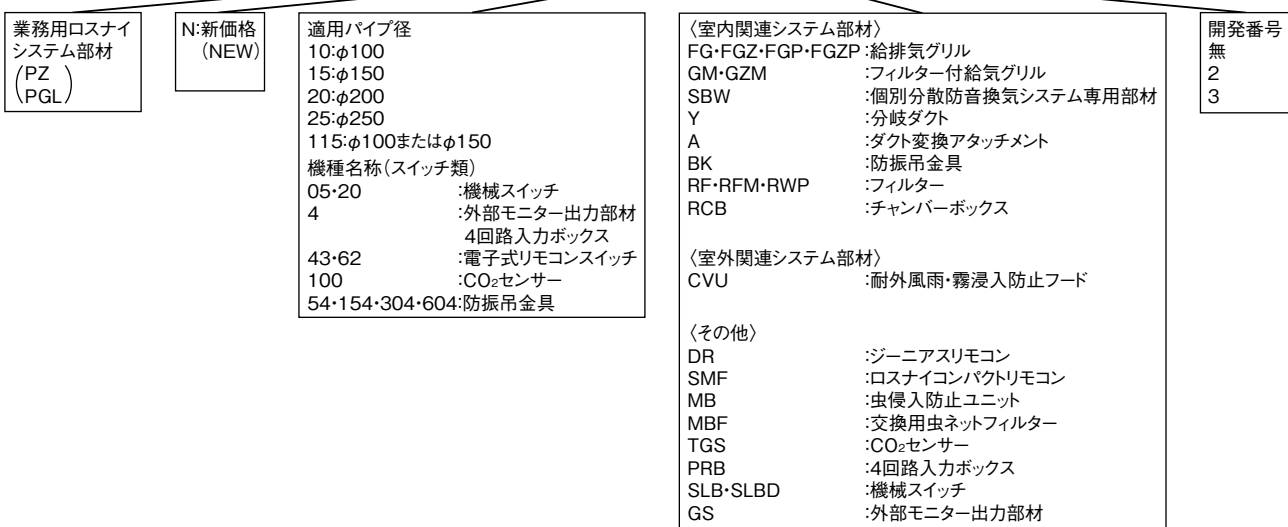 業務用ロスナイ
システム部材
(PZ
PGL)
N:新価格
(NEW)
適用パイプ径
10:φ100
15:φ150
20:φ200
25:φ250
115:φ100またはφ150
機種名称(スイッチ類)
05・20 :機械スイッチ
4 :外部モニター出力部材
4回路入力ボックス
43・62 :電子式リモコンスイッチ
100 :CO₂センサー
54・154・304・604:防振吊金具
〈室内関連システム部材〉
FG・FGZ・FGP・FGZP:給排気グリル
GM・GZM :フィルター付給気グリル
SBW :個別分散防音換気システム専用部材
Y :分岐ダクト
A :ダクト変換アタッチメント
BK :防振吊金具
RF・RFM・RWP :フィルター
RCB :チャンバーボックス
〈室外関連システム部材〉
CVU :耐外風雨・霧浸入防止フード
〈その他〉
DR :ジーニアスリモコン
SMF :ロスナイコンパクトリモコン
MB :虫侵入防止ユニット
MBF :交換用虫ネットフィルター
TGS :CO₂センサー
PRB :4回路入力ボックス
SLB・SLBD :機械スイッチ
GS :外部モニター出力部材
開発番号
無
2
3